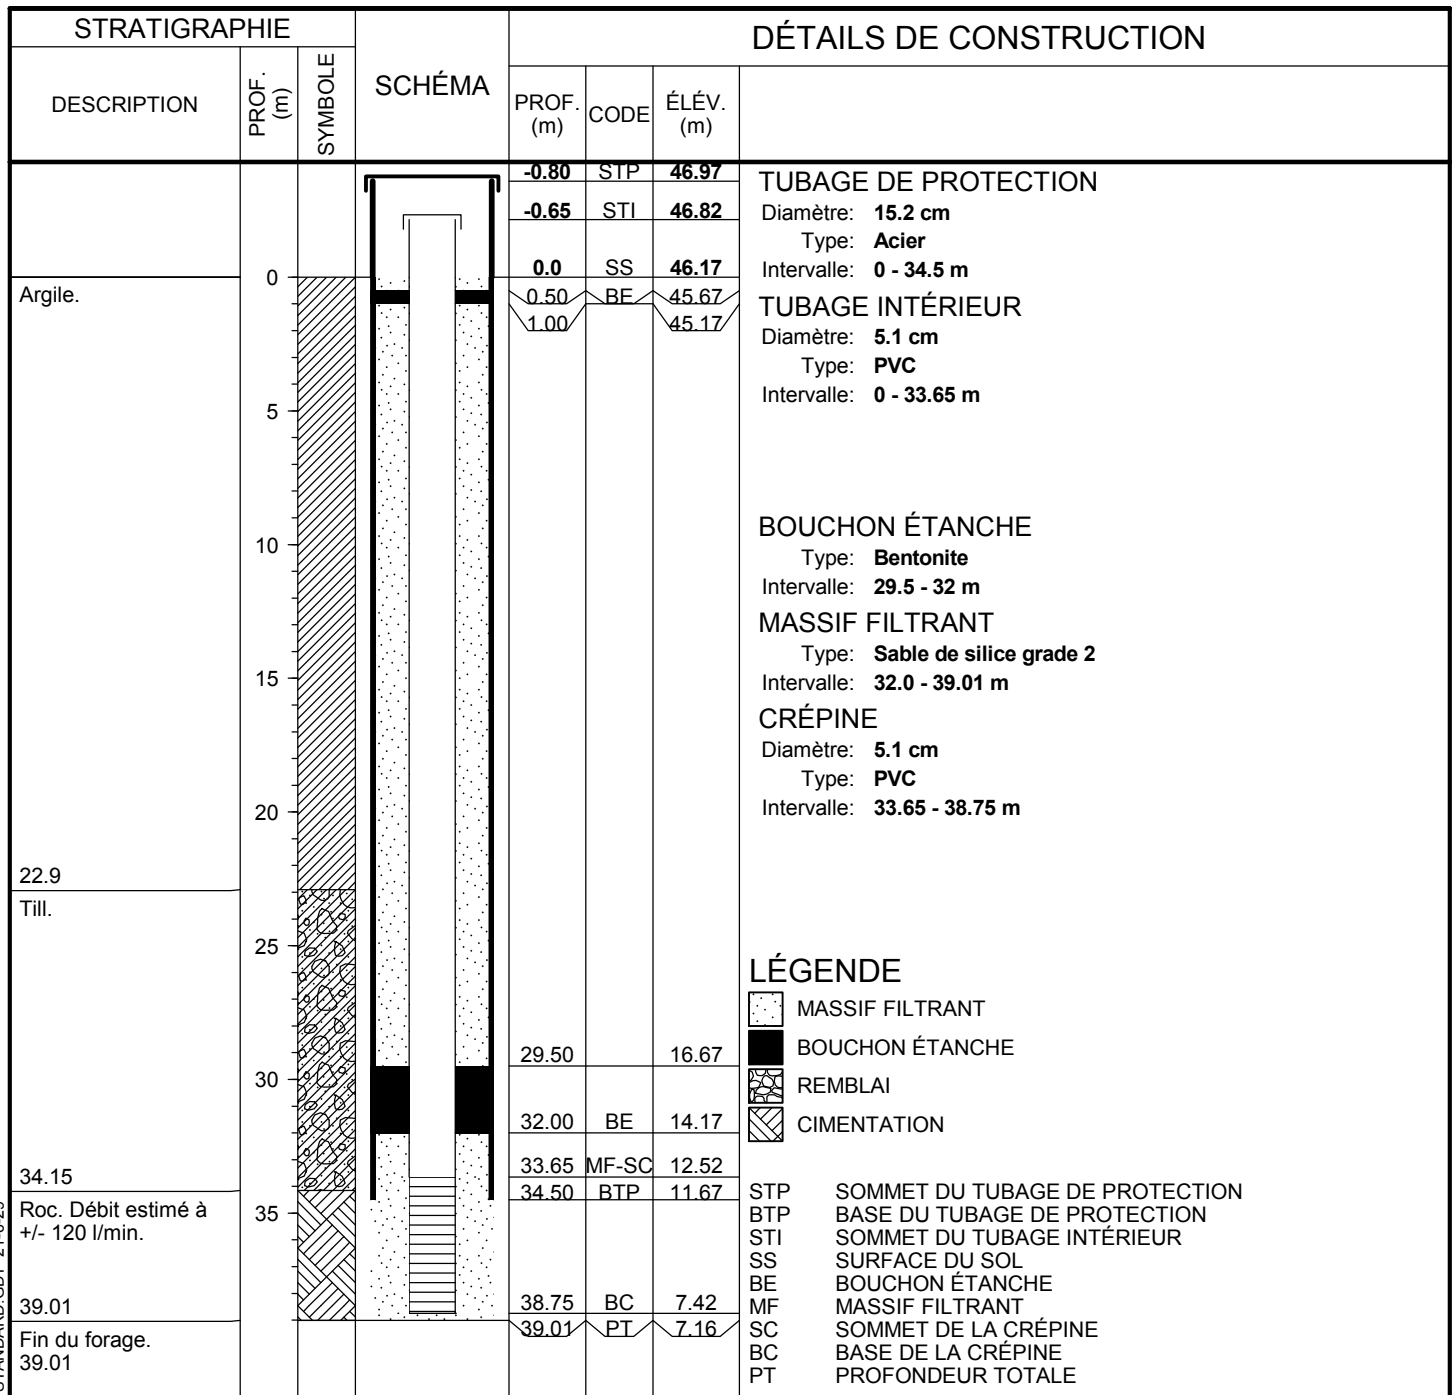 STRATIGRAPHIE
DESCRIPTION
PROF. (m)
SYMBOLE
SCHÉMA
DÉTAILS DE CONSTRUCTION
PROF. (m)
CODE
ÉLÉV. (m)
-0.80 STP 46.97
-0.65 STI 46.82
0.0 SS 46.17
0.50 BE 45.67
1.00 45.17
29.50 16.67
32.00 BE 14.17
33.65 MF-SC 12.52
34.50 BTP 11.67
38.75 BC 7.42
39.01 PT 7.16
Argile.
22.9
Till.
34.15
Roc. Débit estimé à
+/- 120 l/min.
39.01
Fin du forage.
39.01
0
5
10
15
20
25
30
35
TUBAGE DE PROTECTION
Diamètre: 15.2 cm
Type: Acier
Intervalle: 0 - 34.5 m
TUBAGE INTÉRIEUR
Diamètre: 5.1 cm
Type: PVC
Intervalle: 0 - 33.65 m
BOUCHON ÉTANCHE
Type: Bentonite
Intervalle: 29.5 - 32 m
MASSIF FILTRANT
Type: Sable de silice grade 2
Intervalle: 32.0 - 39.01 m
CRÉPINE
Diamètre: 5.1 cm
Type: PVC
Intervalle: 33.65 - 38.75 m
LÉGENDE
MASSIF FILTRANT
BOUCHON ÉTANCHE
REMBLAI
CIMENTATION
STP SOMMET DU TUBAGE DE PROTECTION
BTP BASE DU TUBAGE DE PROTECTION
STI SOMMET DU TUBAGE INTÉRIEUR
SS SURFACE DU SOL
BE BOUCHON ÉTANCHE
MF MASSIF FILTRANT
SC SOMMET DE LA CRÉPINE
BC BASE DE LA CRÉPINE
PT PROFONDEUR TOTALE